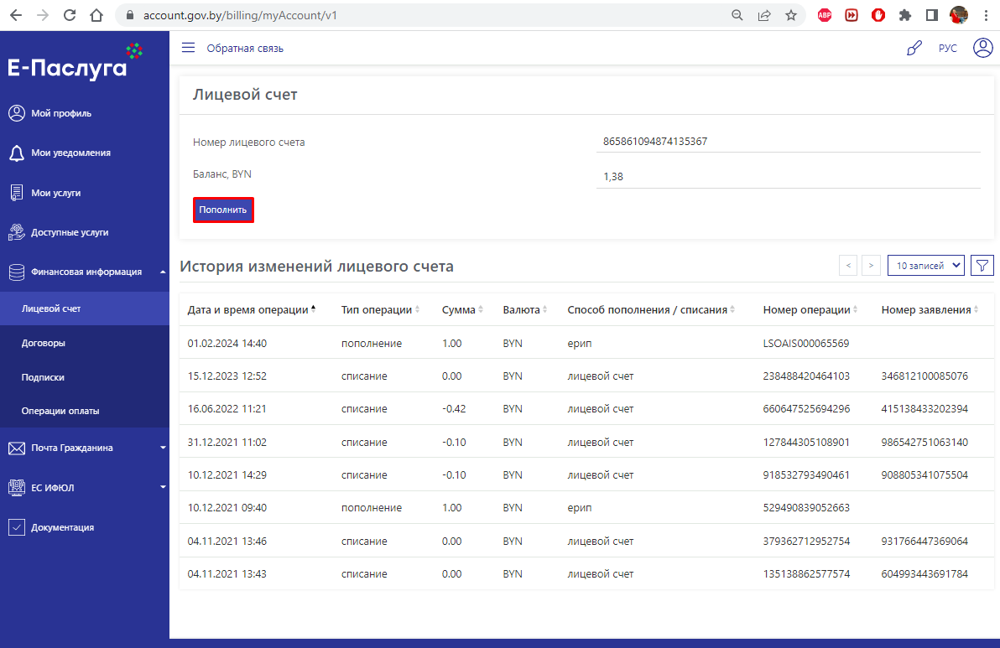 account.gov.by/billing/myAccount/v1
ABP
Е-Паслуга
Обратная связь
РУС
Мой профиль
Мои уведомления
Мои услуги
Доступные услуги
Финансовая информация
Лицевой счет
Договоры
Подписки
Операции оплаты
Почта Гражданина
ЕС ИФЮЛ
Документация
Лицевой счет
Номер лицевого счета 865861094874135367
Баланс, BYN 1,38
Пополнить
История изменений лицевого счета < > 10 записей
Дата и время операции Тип операции Сумма Валюта Способ пополнения / списания Номер операции Номер заявления
01.02.2024 14:40 пополнение 1.00 BYN ерип LSOAIS000065569
15.12.2023 12:52 списание 0.00 BYN лицевой счет 238488420464103 346812100085076
16.06.2022 11:21 списание -0.42 BYN лицевой счет 660647525694296 415138433202394
31.12.2021 11:02 списание -0.10 BYN лицевой счет 127844305108901 986542751063140
10.12.2021 14:29 списание -0.10 BYN лицевой счет 918532793490461 908805341075504
10.12.2021 09:40 пополнение 1.00 BYN ерип 529490839052663
04.11.2021 13:46 списание 0.00 BYN лицевой счет 379362712952754 931766447369064
04.11.2021 13:43 списание 0.00 BYN лицевой счет 135138862577574 604993443691784